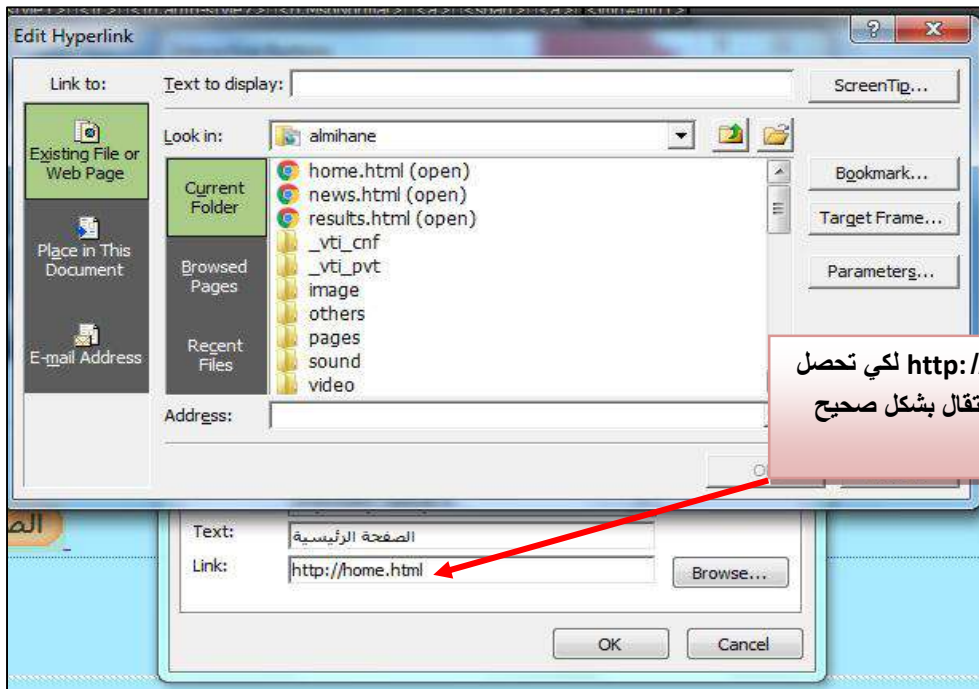 Edit Hyperlink
Link to:
Text to display:
ScreenTip...
Existing File or
Web Page
Look in:
almihane
Current
Folder
home.html (open)
news.html (open)
results.html (open)
_vti_cnf
_vti_pvt
image
others
pages
sound
video
Bookmark...
Target Frame...
Parameters...
Place in This
Document
Browsed
Pages
E-mail Address
Recent
Files
Address:
http:// لكي تحصل
تقال بشكل صحيح
Text:
الصفحة الرئيسية
Link:
http://home.html
Browse...
OK
Cancel